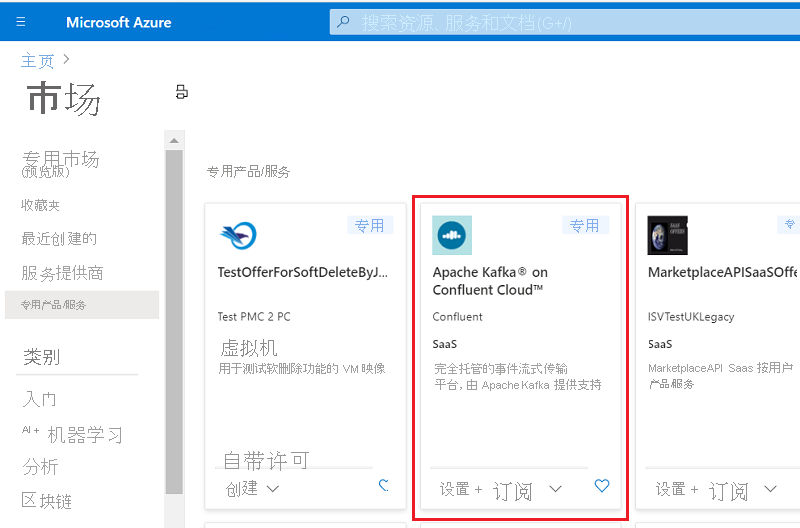 Microsoft Azure
搜索资源、服务和文档(G+/)
主页
市场
专用市场
(预览版)
收藏夹
最近创建的
服务提供商
专用产品/服务
类别
入门
AI + 机器学习
分析
区块链
专用产品/服务
专用
TestOfferForSoftDeleteByJ...
Test PMC 2 PC
虚拟机
用于测试软删除功能的 VM 映像
自带许可
创建
专用
Apache Kafka® on
Confluent Cloud™
Confluent
SaaS
完全托管的事件流式传输
平台,由 Apache Kafka 提供支持
设置 + 订阅
专
SAAS OFFER
MarketplaceAPISaaSOffe
ISVTestUKLegacy
SaaS
MarketplaceAPI Saas 按用户
产品/服务
设置 + 订阅